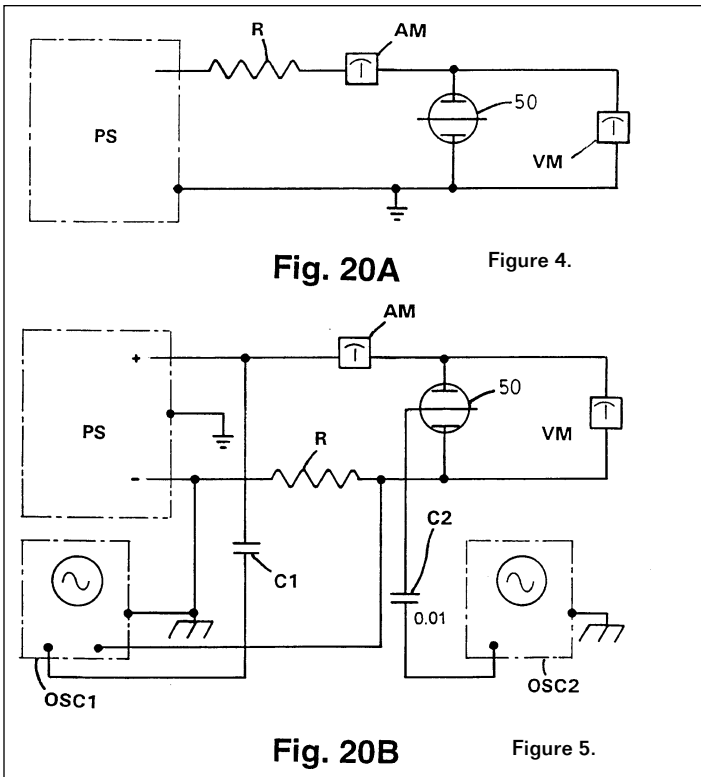 R
AM
50
PS
VM
Fig. 20A
Figure 4.
AM
+
50
PS
VM
R
-
C2
C1
0.01
OSC1
OSC2
Fig. 20B
Figure 5.